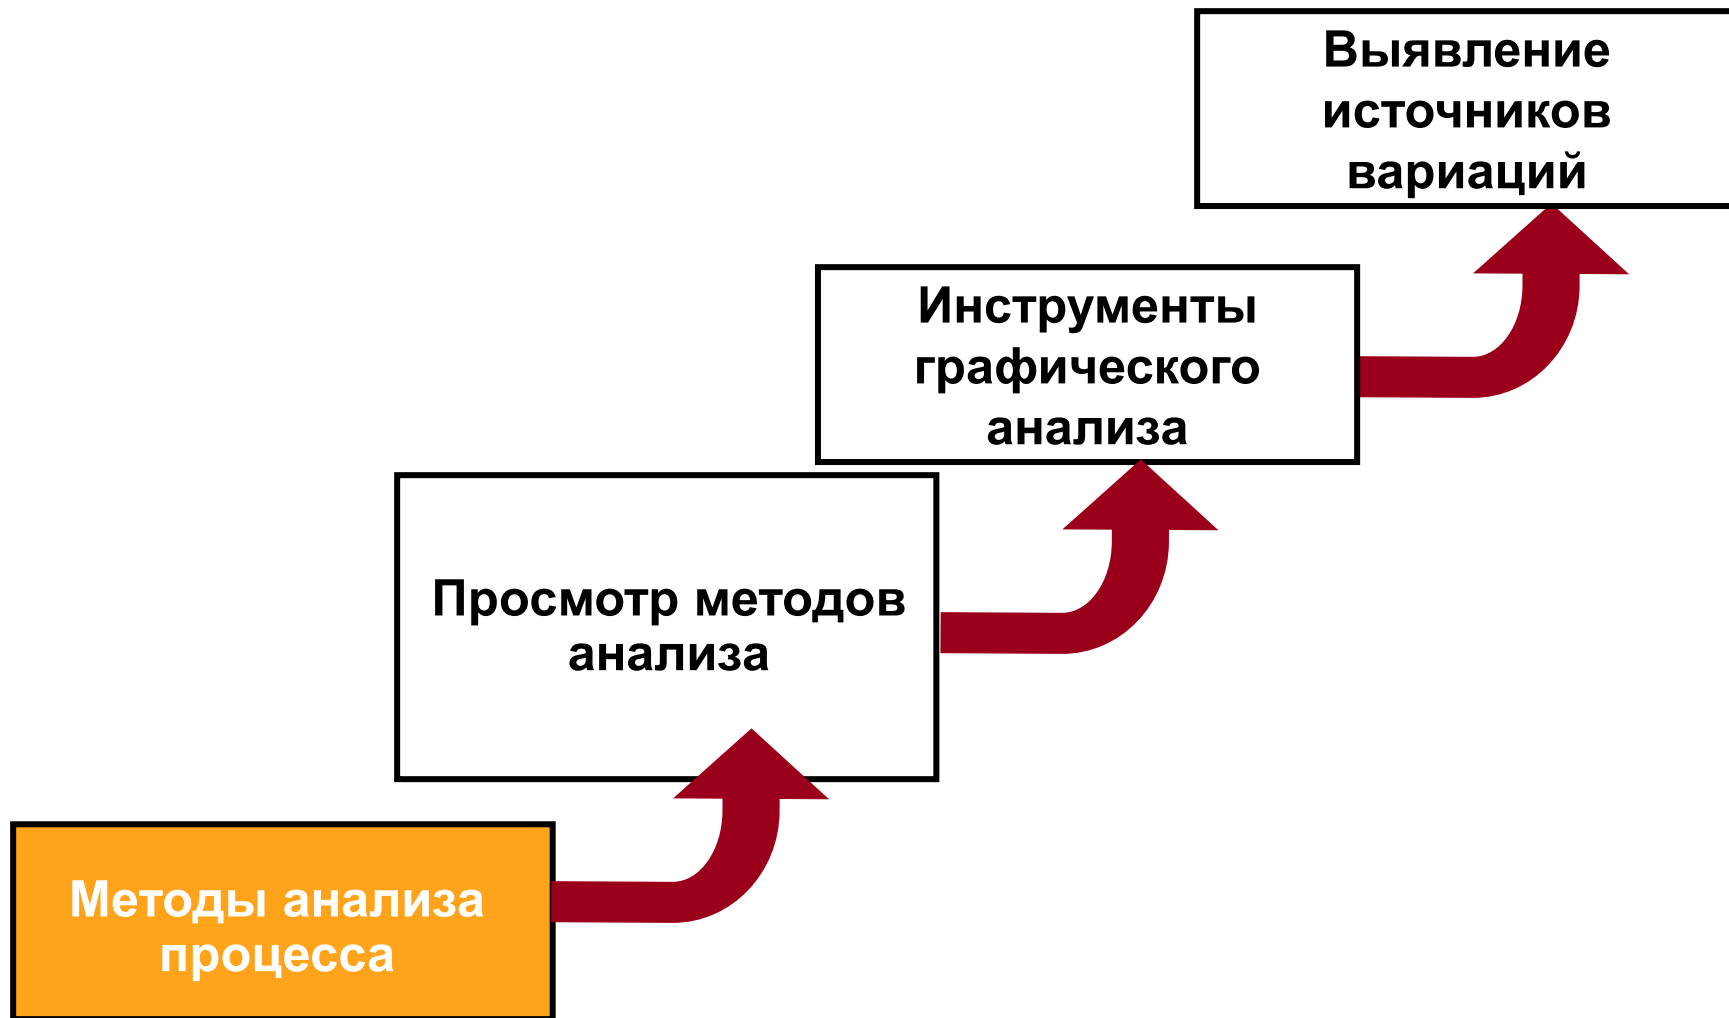 Выявление
источников
вариаций
Инструменты
графического
анализа
Просмотр методов
анализа
Методы анализа
процесса